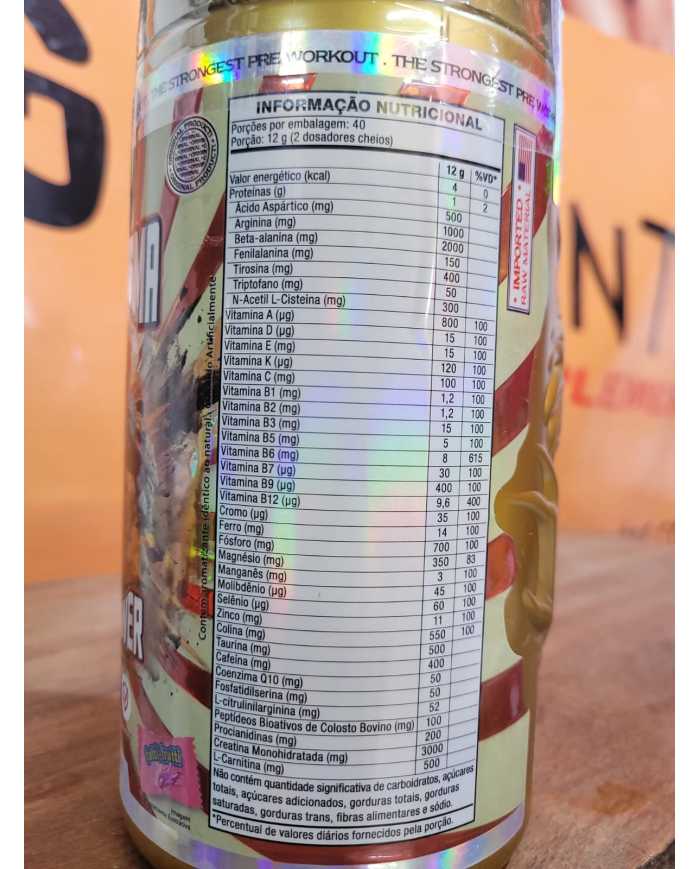 THE STRONGEST PRE WORKOUT . THE STRONGEST PRE WO
INFORMAÇÃO NUTRICIONAL
Porções por embalagem: 40
Porção: 12 g (2 dosadores cheios)
12 g %VD*
Valor energético (kcal) 4 0
Proteínas (g) 1 2
Ácido Aspártico (mg) 500
Arginina (mg) 1000
Beta-alanina (mg) 2000
Fenilalanina (mg) 150
Tirosina (mg) 400
Triptofano (mg) 50
N-Acetil L-Cisteina (mg) 300
Vitamina A (µg) 800 100
Vitamina D (µg) 15 100
Vitamina E (mg) 15 100
Vitamina K (µg) 120 100
Vitamina C (mg) 100 100
Vitamina B1 (mg) 1,2 100
Vitamina B2 (mg) 1,2 100
Vitamina B3 (mg) 15 100
Vitamina B5 (mg) 5 100
Vitamina B6 (mg) 8 615
Vitamina B7 (µg) 30 100
Vitamina B9 (µg) 400 100
Vitamina B12 (µg) 9,6 400
Cromo (µg) 35 100
Ferro (mg) 14 100
Fósforo (mg) 700 100
Magnésio (mg) 350 83
Manganês (mg) 3 100
Molibdênio (µg) 45 100
Selênio (µg) 60 100
Zinco (mg) 11 100
Colina (mg) 550 100
Taurina (mg) 500
Cafeína (mg) 400
Coenzima Q10 (mg) 50
Fosfatidilserina (mg) 50
L-citrulinilarginina (mg) 52
Peptídeos Bioativos de Colosto Bovino (mg) 100
Procianidinas (mg) 200
Creatina Monohidratada (mg) 3000
L-Carnitina (mg) 500
Não contém quantidade significativa de carboidratos, açúcares
totais, açúcares adicionados, gorduras totais, gorduras
saturadas, gorduras trans, fibras alimentares e sódio.
*Percentual de valores diários fornecidos pela porção.
• IMPORTED •
RAW MATERIAL
Contém aromatizante idêntico ao natural. Artificialmente
VER
NT